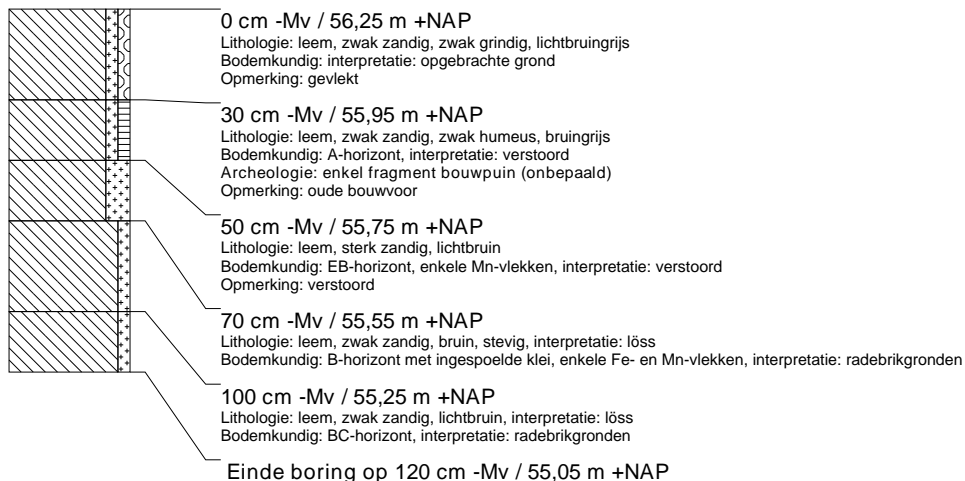 0 cm -Mv / 56,25 m +NAP
Lithologie: leem, zwak zandig, zwak grindig, lichtbruingrijs
Bodemkundig: interpretatie: opgebrachte grond
Opmerking: gevlekt
30 cm -Mv / 55,95 m +NAP
Lithologie: leem, zwak zandig, zwak humeus, bruingrijs
Bodemkundig: A-horizont, interpretatie: verstoord
Archeologie: enkel fragment bouwpuin (onbepaald)
Opmerking: oude bouwvoor
50 cm -Mv / 55,75 m +NAP
Lithologie: leem, sterk zandig, lichtbruin
Bodemkundig: EB-horizont, enkele Mn-vlekken, interpretatie: verstoord
Opmerking: verstoord
70 cm -Mv / 55,55 m +NAP
Lithologie: leem, zwak zandig, bruin, stevig, interpretatie: löss
Bodemkundig: B-horizont met ingespoelde klei, enkele Fe- en Mn-vlekken, interpretatie: radebrikgronden
100 cm -Mv / 55,25 m +NAP
Lithologie: leem, zwak zandig, lichtbruin, interpretatie: löss
Bodemkundig: BC-horizont, interpretatie: radebrikgronden
Einde boring op 120 cm -Mv / 55,05 m +NAP